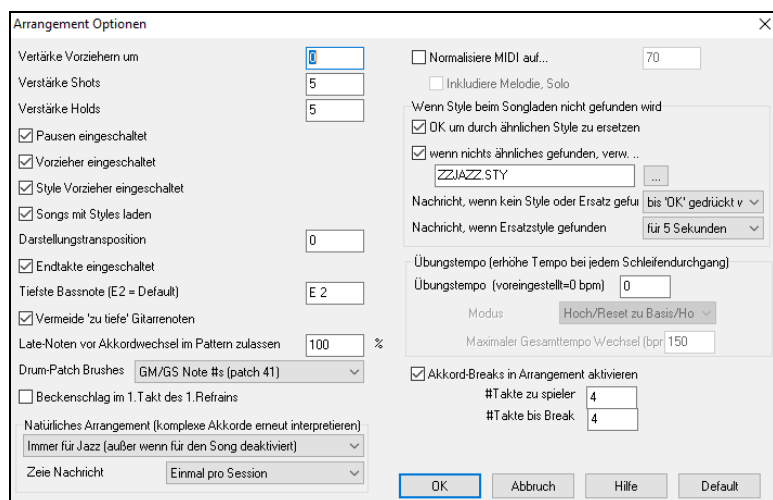 Arrangement Optionen
Vertärke Vorziehern um 0
Verstärke Shots 5
Verstärke Holds 5
Pausen eingeschaltet
Vorzieher eingeschaltet
Style Vorzieher eingeschaltet
Songs mit Styles laden
Darstellungstransposition 0
Endtakte eingeschaltet
Tiefste Bassnote (E2 = Default) E 2
Vermeide 'zu tiefe' Gitarrenoten
Late-Noten vor Akkordwechsel im Pattern zulassen 100 %
Drum-Patch Brushes GM/GS Note #s (patch 41)
Beckenschlag im 1.Takt des 1.Refrains
Natürliches Arrangement (komplexe Akkorde erneut interpretieren)
Immer für Jazz (außer wenn für den Song deaktiviert)
Zeie Nachricht Einmal pro Session
Normalisiere MIDI auf... 70
Inkludiere Melodie, Solo
Wenn Style beim Songladen nicht gefunden wird
OK um durch ähnlichen Style zu ersetzen
wenn nichts ähnliches gefunden, verw. ..
ZZJAZZ.STY ...
Nachricht, wenn kein Style oder Ersatz gefur bis 'OK' gedrückt v
Nachricht, wenn Ersatzstyle gefunden für 5 Sekunden
Übungstempo (erhöhe Tempo bei jedem Schleifendurchgang)
Übungstempo (voreingestellt=0 bpm) 0
Modus Hoch/Reset zu Basis/Ho
Maximaler Gesamttempo Wechsel (bpr 150
Akkord-Breaks in Arrangement aktivieren
#Takte zu spieler 4
#Takte bis Break 4
OK Abbruch Hilfe Default